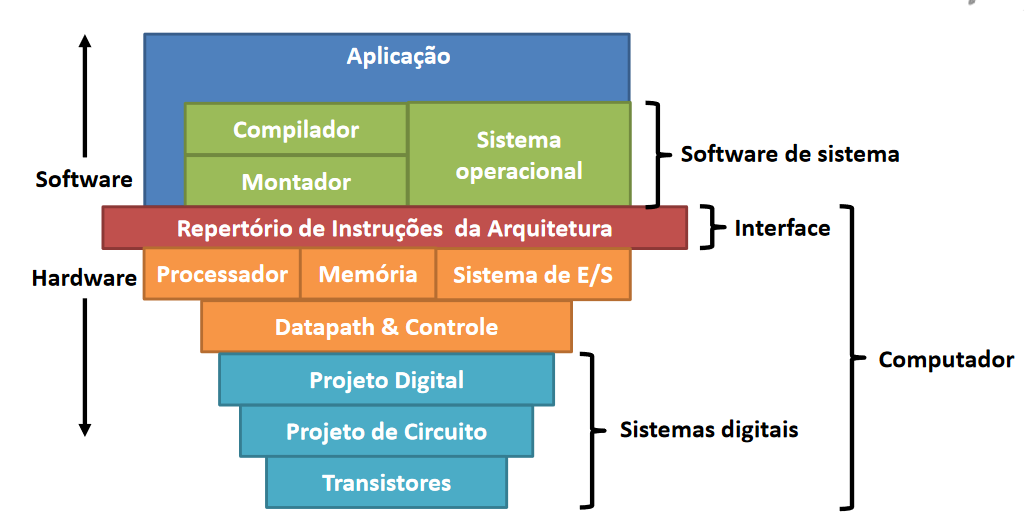 Aplicação
Compilador
Sistema
operacional
Montador
Software de sistema
Software
Repertório de Instruções da Arquitetura
Interface
Hardware
Processador
Memória
Sistema de E/S
Datapath & Controle
Computador
Projeto Digital
Projeto de Circuito
Sistemas digitais
Transistores